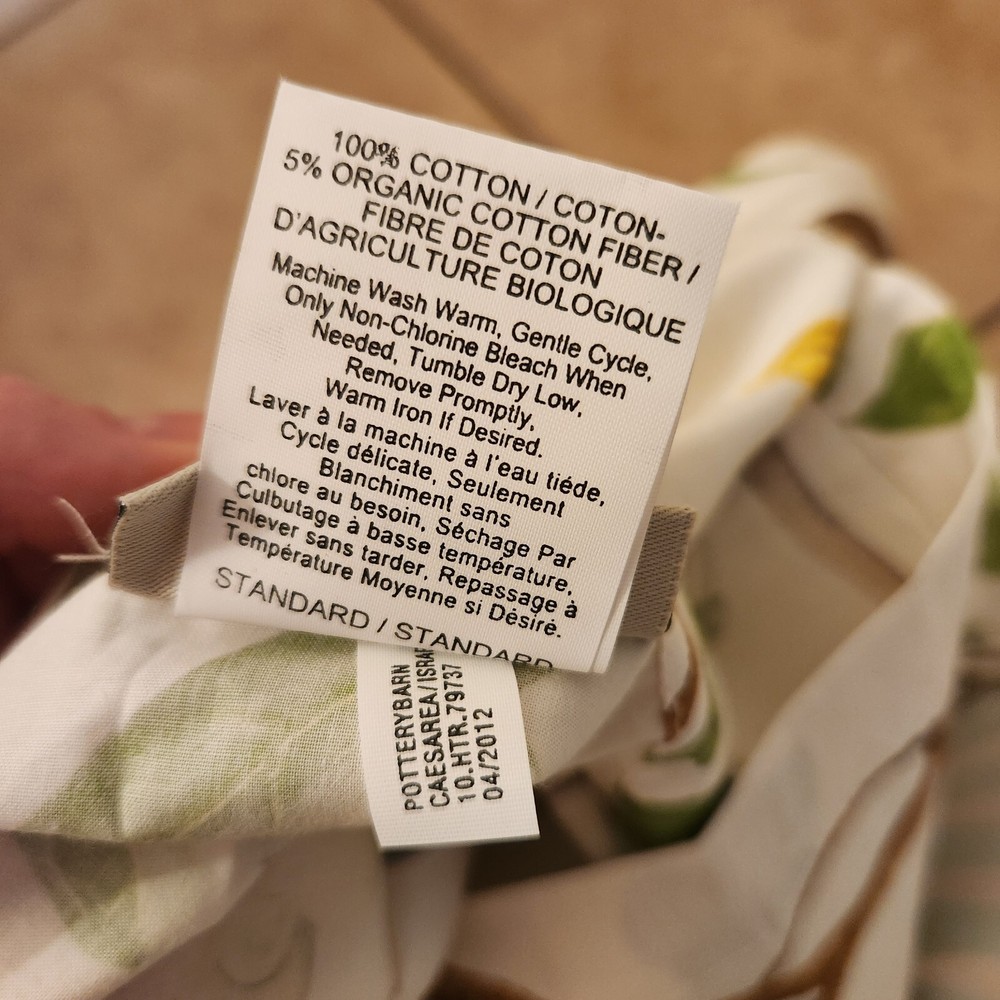 100% COTTON / COTON-
5% ORGANIC COTTON FIBER /
FIBRE DE COTON
D'AGRICULTURE BIOLOGIQUE
Machine Wash Warm, Gentle Cycle,
Only Non-Chlorine Bleach When
Needed, Tumble Dry Low,
Remove Promptly,
Warm Iron If Desired.
Laver à la machine à l'eau tiéde,
Cycle délicate, Seulement
Blanchiment sans
chlore au besoin, Séchage Par
Culbutage à basse température,
Enlever sans tarder, Repassage à
Température Moyenne si Désiré.
STANDARD / STANDARD
POTTERYBARN
CAESAREA/
10.HTR.79737
04/2012